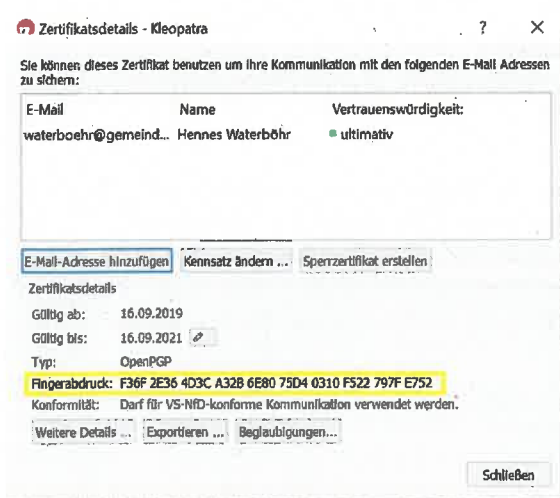 Zertifikatsdetails - Kleopatra ? ×
Sie können dieses Zertifikat benutzen um Ihre Kommunikation mit den folgenden E-Mail Adressen
zu sichern:
E-Mail Name Vertrauenswürdigkeit:
waterboehr@gemeind... Hennes Waterböhr ultimativ
E-Mail-Adresse hinzufügen Kennsatz ändern ... Sperrzertifikat erstellen
Zertifikatsdetails
Gültig ab: 16.09.2019
Gültig bis: 16.09.2021
Typ: OpenPGP
Fingerabdruck: F36F 2E36 4D3C A32B 6E80 75D4 0310 F522 797F E752
Konformität: Darf für VS-NfD-konforme Kommunikation verwendet werden.
Weitere Details ... Exportieren ... Beglaubigungen...
Schließen